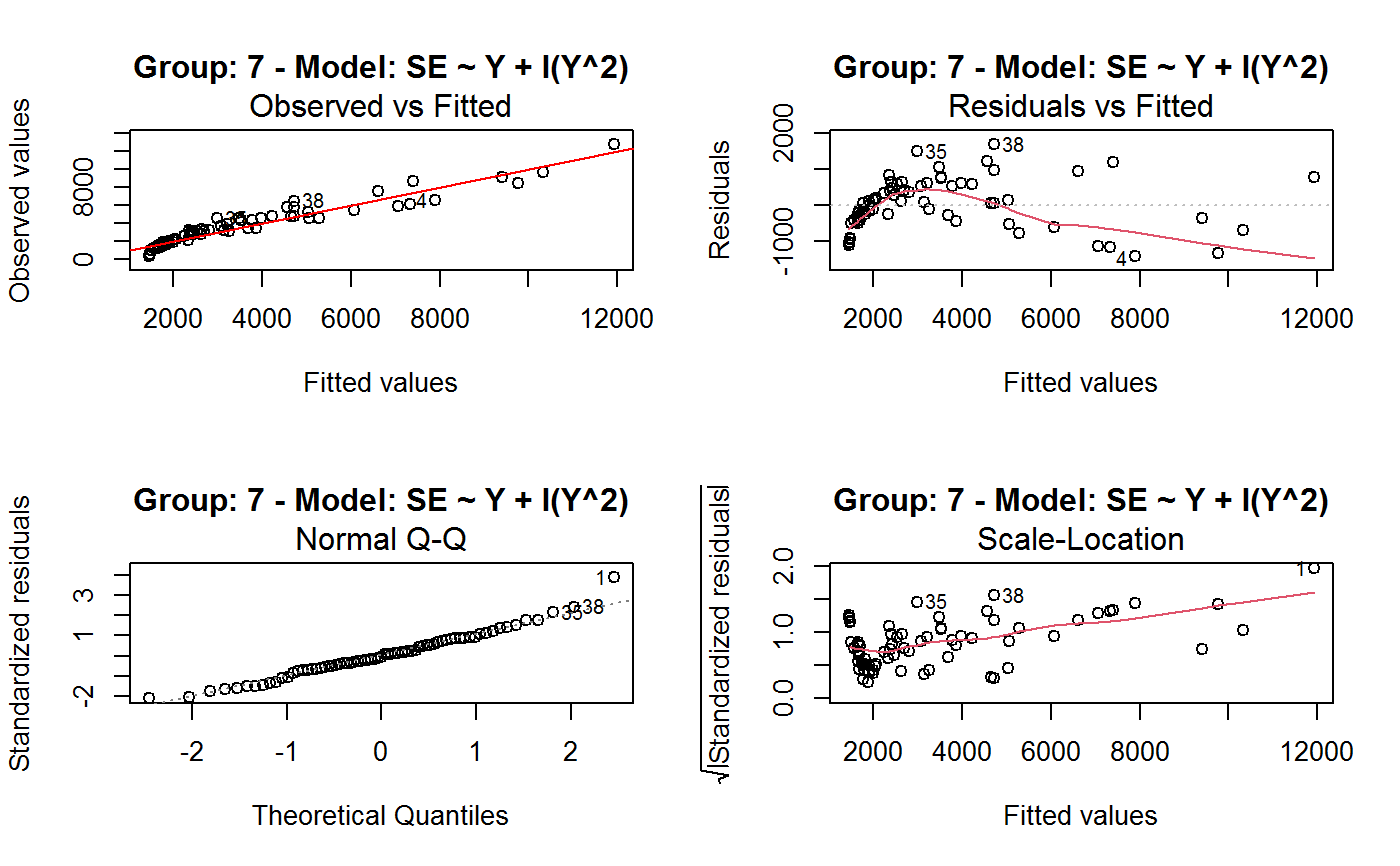 Group: 7 - Model: SE ~ Y + I(Y^2)
Observed vs Fitted
Observed values
0 8000
38
35
4
2000 4000 6000 8000 12000
Fitted values
Group: 7 - Model: SE ~ Y + I(Y^2)
Residuals vs Fitted
Residuals
-1000 2000
35
38
4
2000 4000 6000 8000 12000
Fitted values
Group: 7 - Model: SE ~ Y + I(Y^2)
Normal Q-Q
Standardized residuals
-2 1 3
1
38
35
-2 -1 0 1 2
Theoretical Quantiles
Group: 7 - Model: SE ~ Y + I(Y^2)
Scale-Location
√|Standardized residuals|
0.0 1.0 2.0
1
35
38
2000 4000 6000 8000 12000
Fitted values